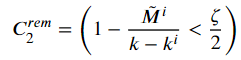 $C_2^{rem} = \left(1 - \frac{\tilde{M}^i}{k - k^i} < \frac{\zeta}{2}\right)$